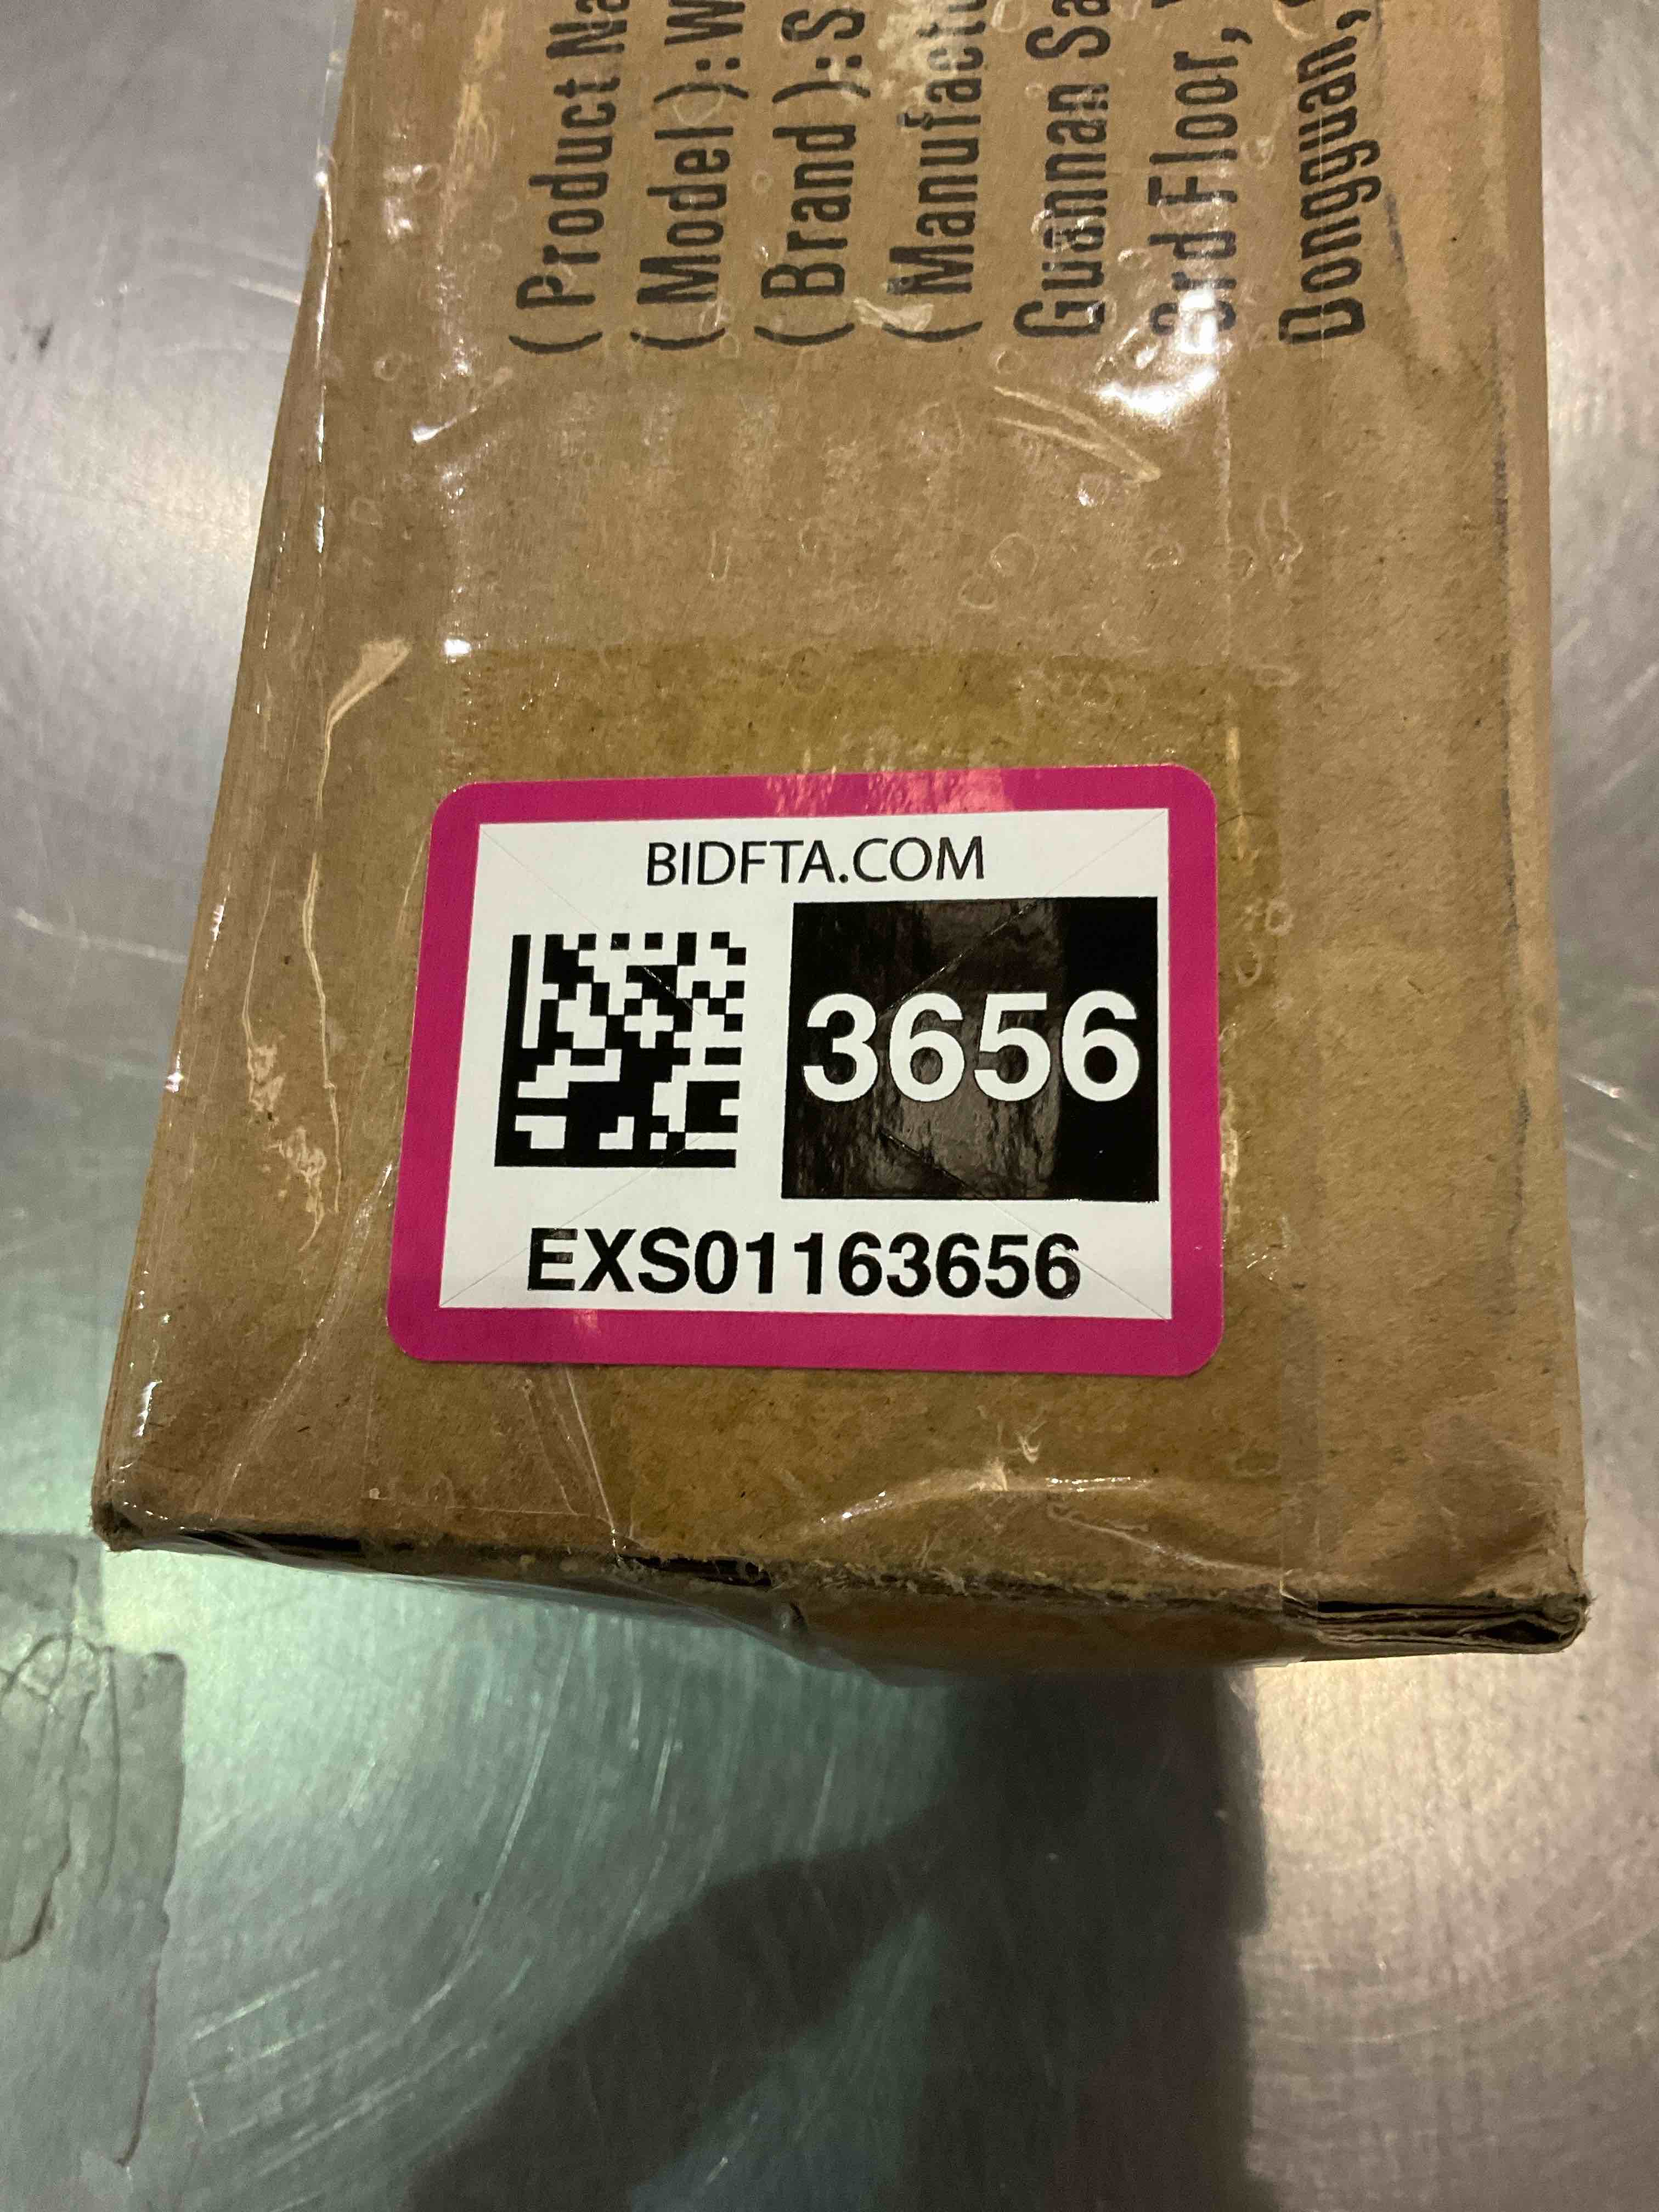 ( Product Na
( Model ): W
( Brand ): S
( Manufactu
Guannan Sa
3rd Floor,
Dongguan,
BIDFTA.COM
3656
EXS01163656